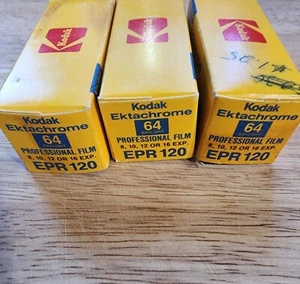 Kodak
Kodak
Kodak
Kodak
Ektachrome
64
PROFESSIONAL FILM
8, 10, 12 OR 16 EXP.
EPR 120
Kodak
Ektachrome
64
PROFESSIONAL FILM
8, 10, 12 OR 16 EXP.
EPR 120
Kodak
Ektachrome
64
PROFESSIONAL FILM
8, 10, 12 OR 16 EXP.
EPR 120